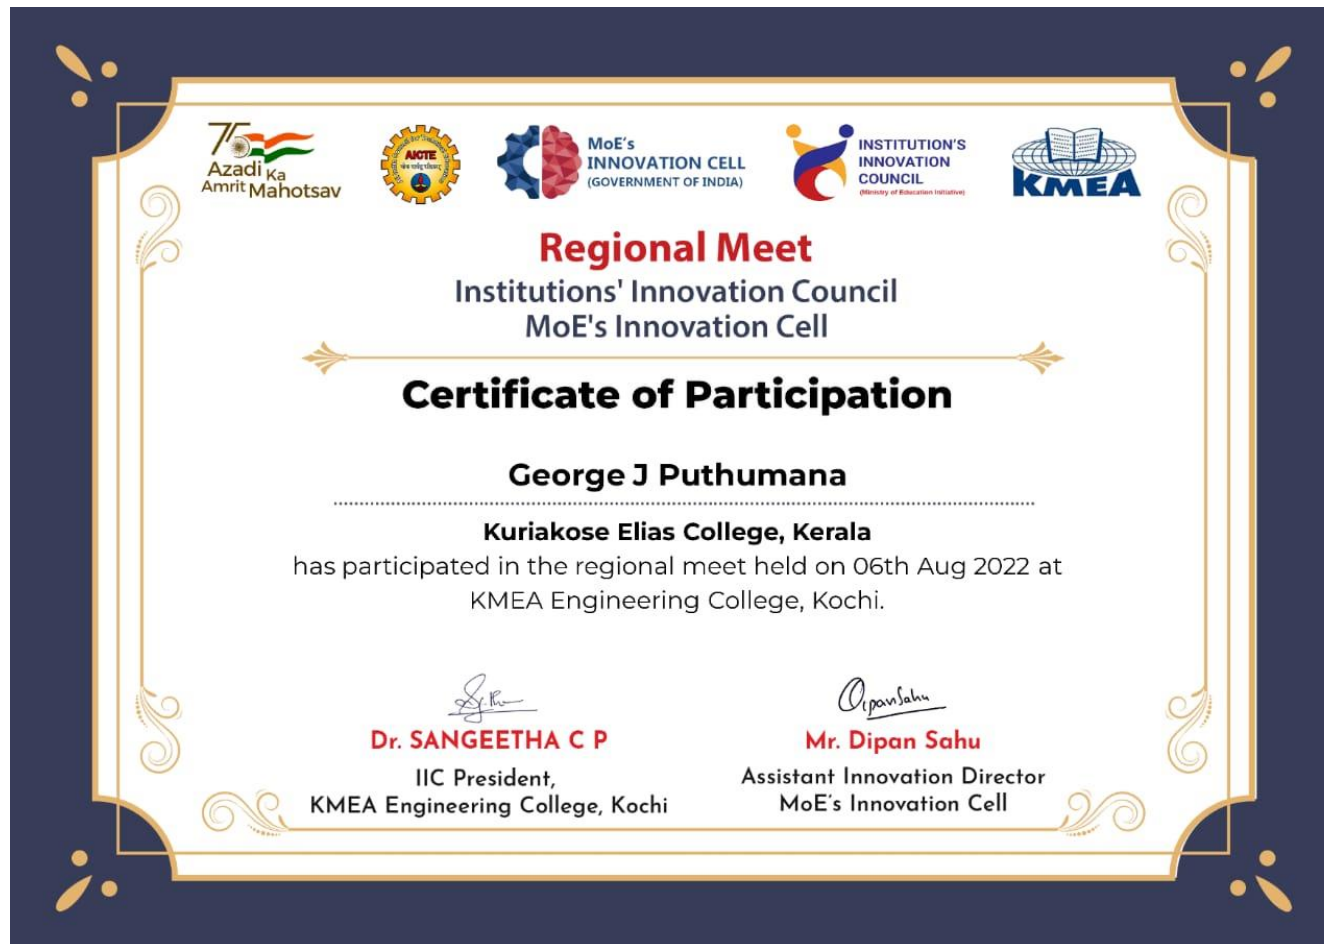 75
Azadi Ka
Amrit Mahotsav
AICTE
MoE's
INNOVATION CELL
(GOVERNMENT OF INDIA)
INSTITUTION'S
INNOVATION
COUNCIL
(Ministry of Education Initiative)
KMEA
Regional Meet
Institutions' Innovation Council
MoE's Innovation Cell
Certificate of Participation
George J Puthumana
Kuriakose Elias College, Kerala
has participated in the regional meet held on 06th Aug 2022 at
KMEA Engineering College, Kochi.
Dipan Sahu
Dr. SANGEETHA C P
Mr. Dipan Sahu
IIC President,
KMEA Engineering College, Kochi
Assistant Innovation Director
MoE's Innovation Cell